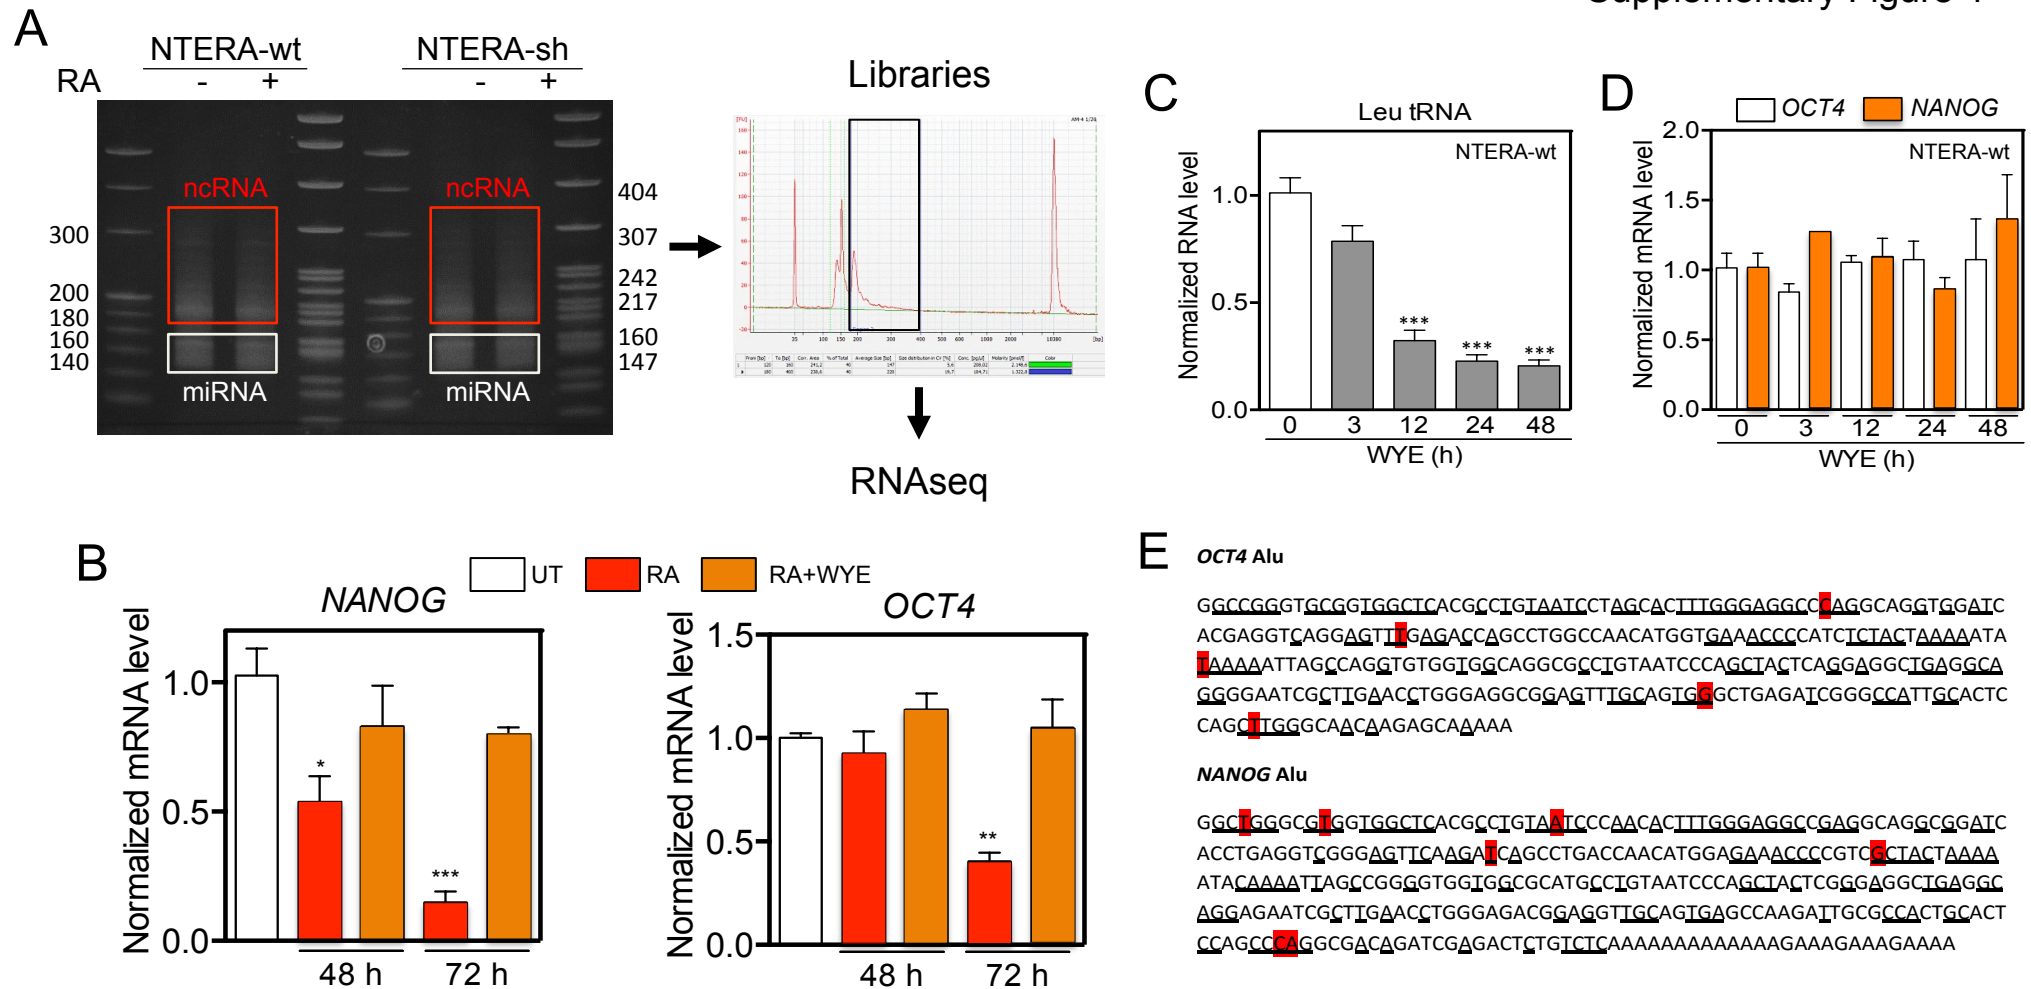 Supplementary Figure
A
NTERA-wt
NTERA-sh
RA
-
+
-
+
ncRNA
ncRNA
miRNA
miRNA
300
200
180
160
140
404
307
242
217
160
147
Libraries
RNAseq
C
Leu tRNA
NTERA-wt
Normalized RNA level
1.0
0.5
0.0
***
***
***
0 3 12 24 48
WYE (h)
D
OCT4 NANOG
NTERA-wt
Normalized mRNA level
2.0
1.5
1.0
0.5
0.0
0 3 12 24 48
WYE (h)
B
UT RA RA+WYE
NANOG
Normalized mRNA level
1.0
0.5
0.0
*
***
48 h 72 h
OCT4
Normalized mRNA level
1.5
1.0
0.5
0.0
**
48 h 72 h
E
OCT4 Alu
GGCCGGGTGCGGTGGCTCACGCCTGTAATCCTAGCACTTTGGGAGGCCCAGGCAGGTGGATC
ACGAGGTCAGGAGTTTGAGACCAGCCTGGCCAACATGGTGAAACCCCATCTCTACTAAAAATA
TAAAAATTAGCCAGGTGTGGTGGCAGGCGCCTGTAATCCCAGCTACTCAGGAGGCTGAGGCA
GGGGAATCGCTTGAACCTGGGAGGCGGAGTTTGCAGTGGGCTGAGATCGGGCCATTGCACTC
CAGCTTGGGCAACAAGAGCAAAAA
NANOG Alu
GGCTGGGCGTGGTGGCTCACGCCTGTAATCCCAACACTTTGGGAGGCCGAGGCAGGCGGATC
ACCTGAGGTCGGGAGTTCAAGATCAGCCTGACCAACATGGAGAAACCCCGTCGCTACTAAAA
ATACAAAATTAGCCGGGGTGGTGGCGCATGCCTGTAATCCCAGCTACTCGGGAGGCTGAGGC
AGGAGAATCGCTTGAACCTGGGAGACGGAGGTTGCAGTGAGCCAAGATTGCGCCACTGCACT
CCAGCCCAGGCGACAGATCGAGACTCTGTCTCAAAAAAAAAAAAAAGAAAGAAAGAAAA